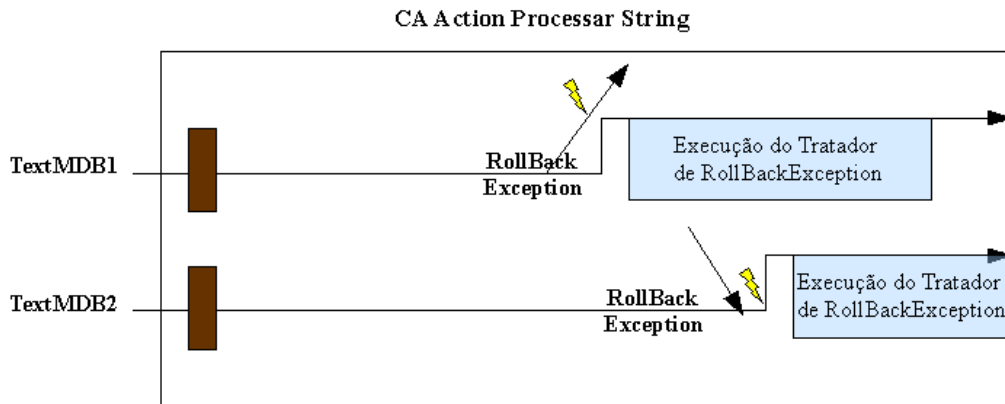 CA Action Processar String
TextMDB1
RollBack
Exception
Execução do Tratador
de RollBackException
TextMDB2
RollBack
Exception
Execução do Tratador
de RollBackException